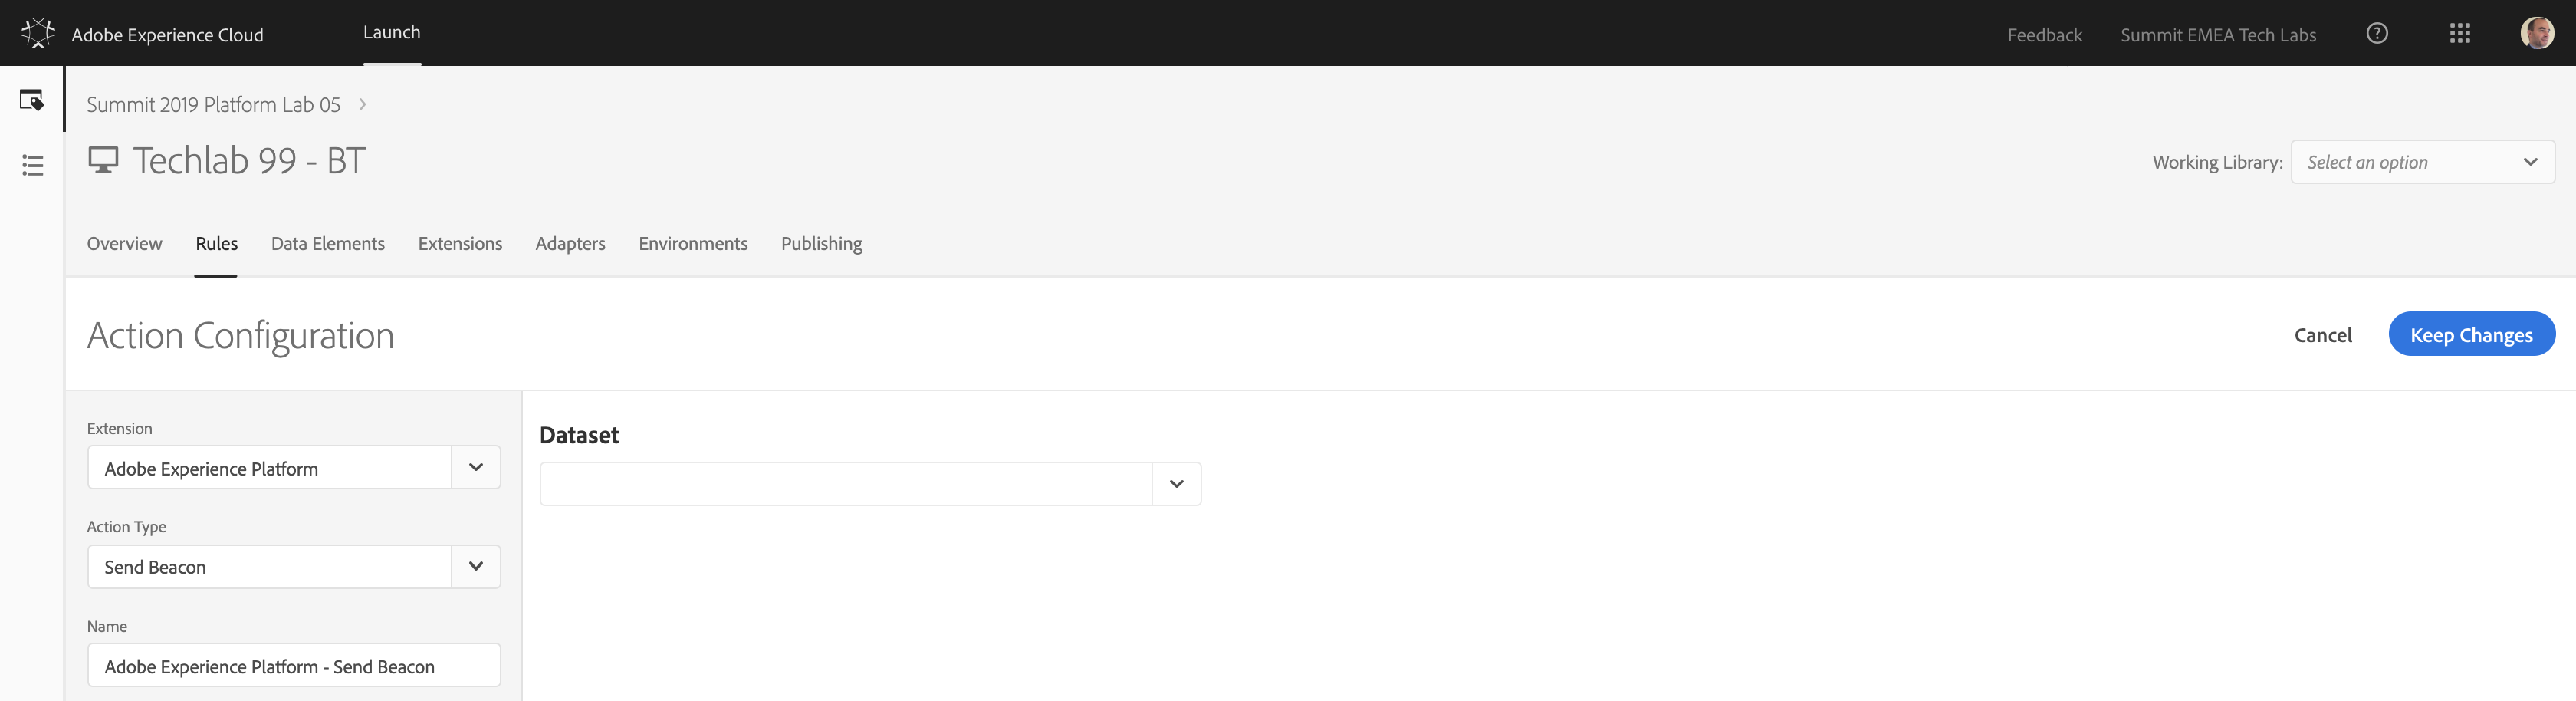 Adobe Experience Cloud Launch Feedback Summit EMEA Tech Labs
Summit 2019 Platform Lab 05
Techlab 99 - BT
Working Library: Select an option
Overview Rules Data Elements Extensions Adapters Environments Publishing
Action Configuration
Cancel Keep Changes
Extension
Adobe Experience Platform
Action Type
Send Beacon
Name
Adobe Experience Platform - Send Beacon
Dataset